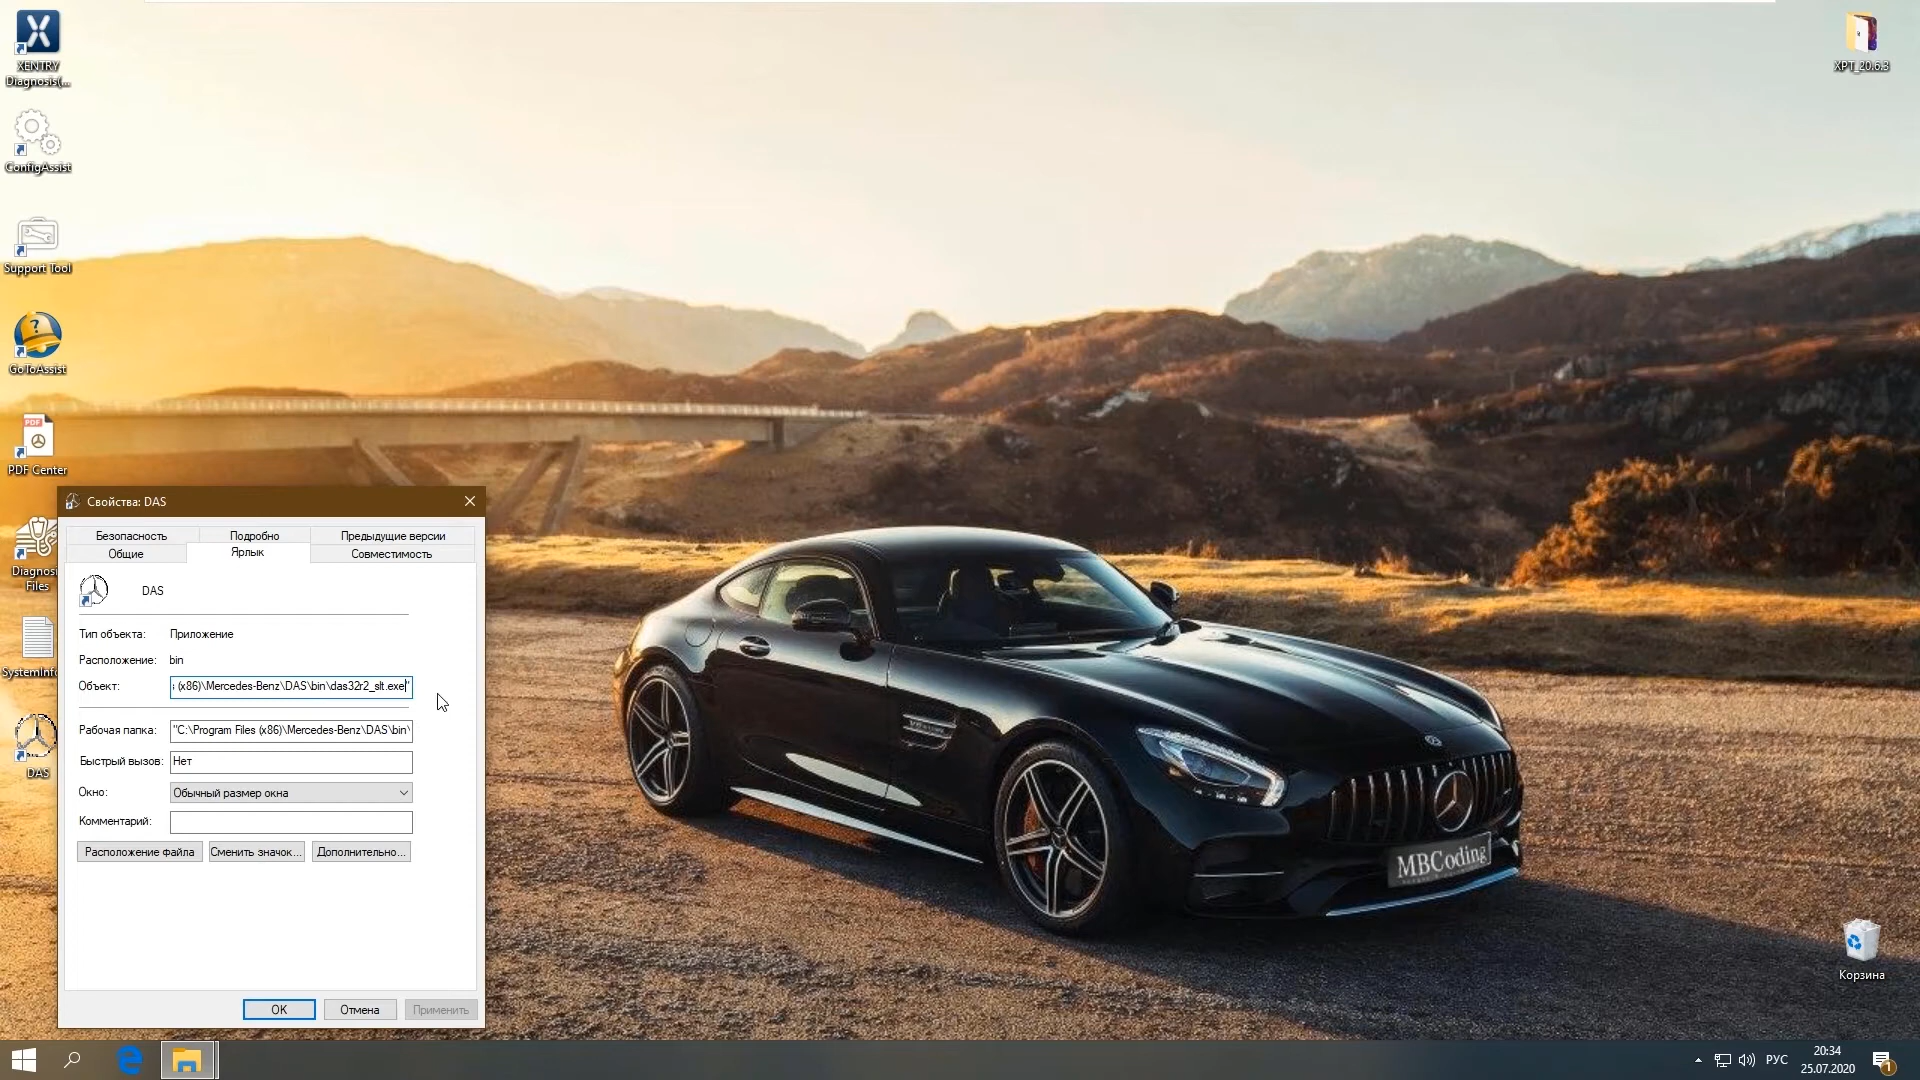 XENTRY
Diagnosis(...
ConfigAssist
Support Tool
GoToAssist
PDF
PDF Center
Diagnosi
Files
SystemInfo
DAS
XPT_20.6.3
Корзина
Свойства: DAS
Безопасность
Подробно
Предыдущие версии
Общие
Ярлык
Совместимость
DAS
Тип объекта:
Приложение
Расположение:
bin
Объект:
(x86)\Mercedes-Benz\DAS\bin\das32r2_slt.exe"
Рабочая папка:
"C:\Program Files (x86)\Mercedes-Benz\DAS\bin\
Быстрый вызов:
Нет
Окно:
Обычный размер окна
Комментарий:
Расположение файла
Сменить значок...
Дополнительно...
OK
Отмена
Применить
MBCoding
РУС
20:34
25.07.2020
1